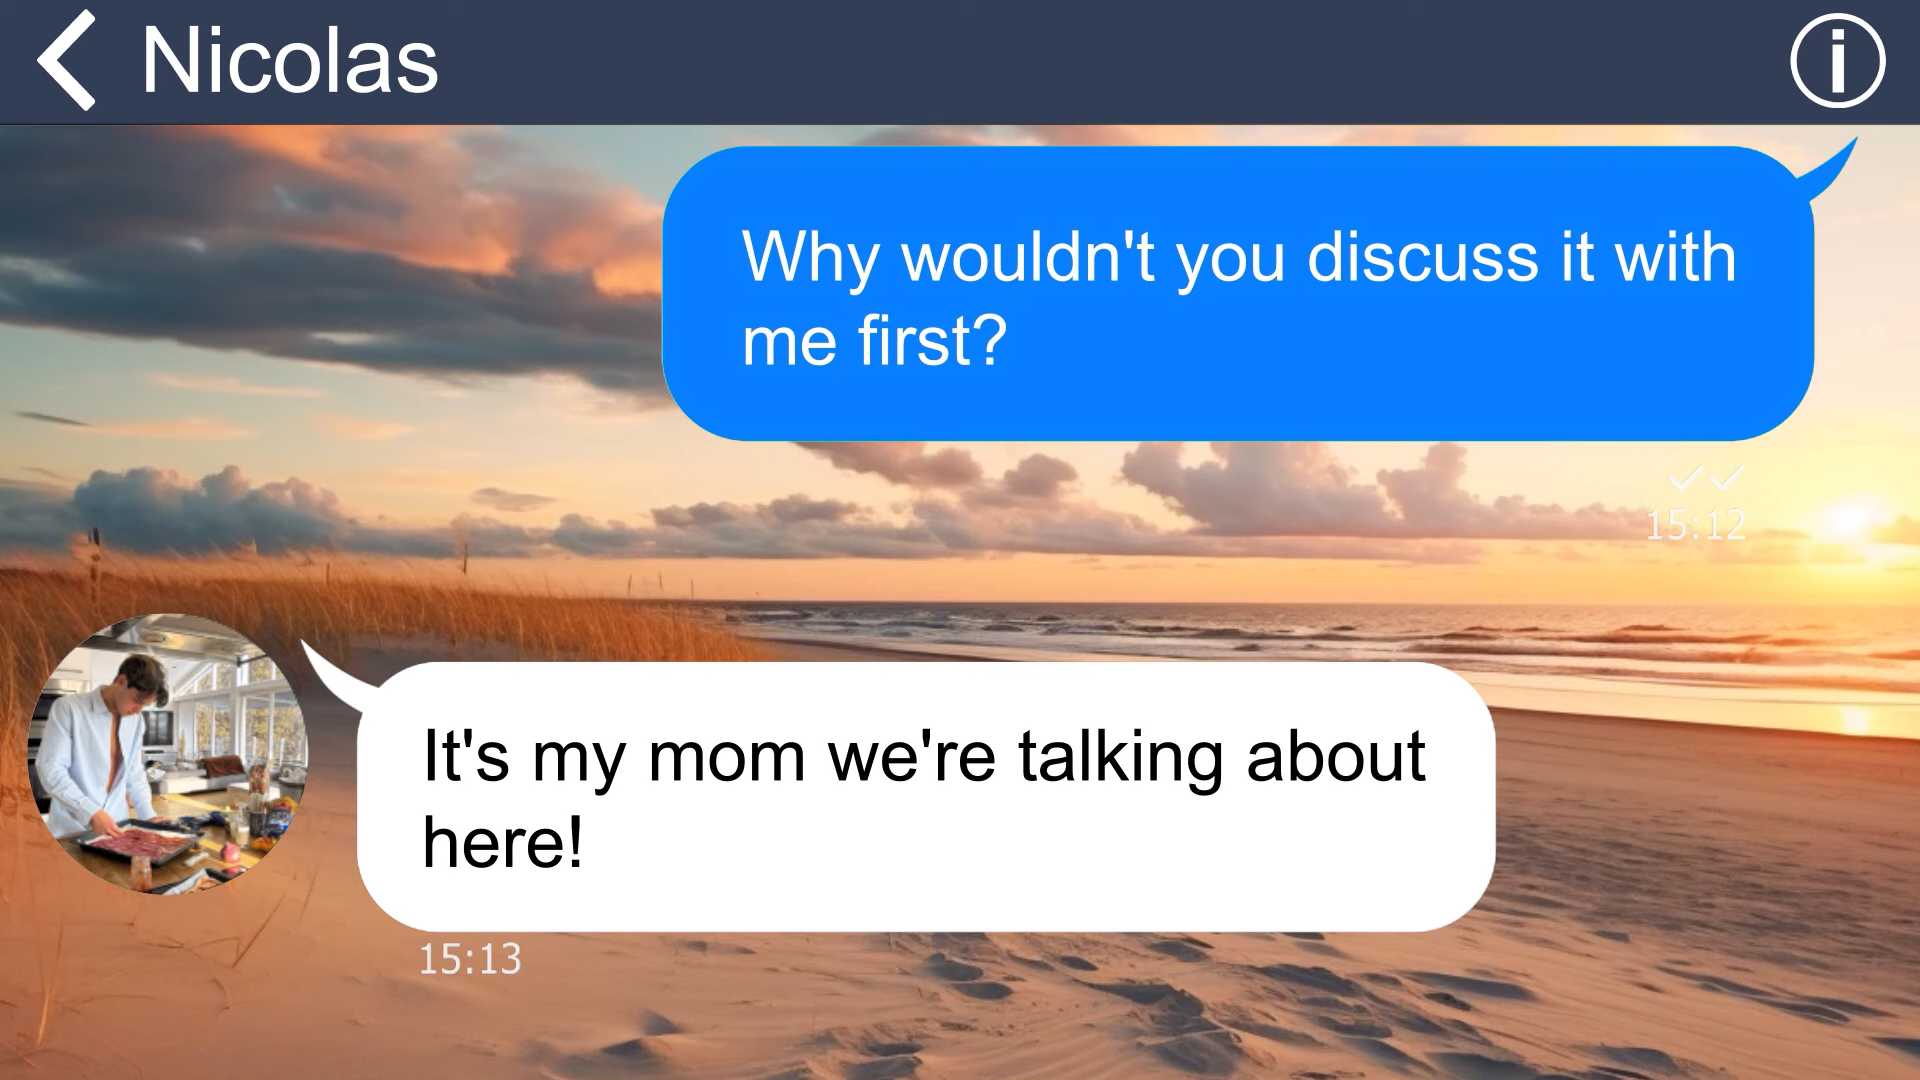 Nicolas
Why wouldn't you discuss it with
me first?
15:12
It's my mom we're talking about
here!
15:13